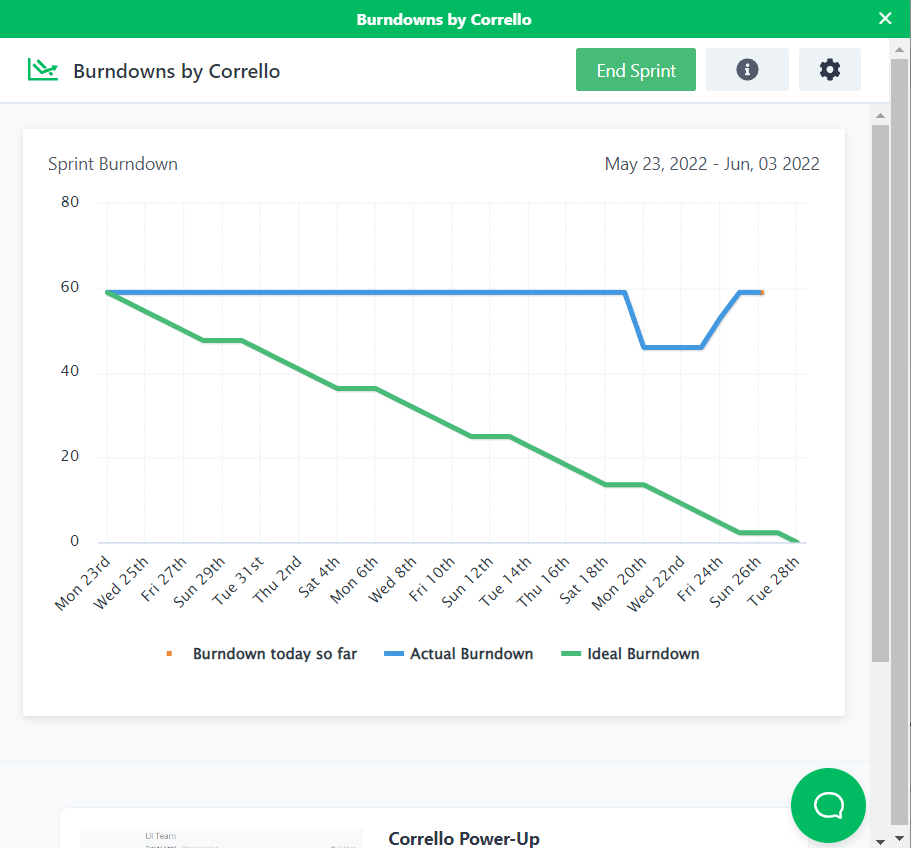 Burndowns by Corrello
Burndowns by Corrello
End Sprint
Sprint Burndown
May 23, 2022 - Jun, 03 2022
80
60
40
20
0
Mon 23rd
Wed 25th
Fri 27th
Sun 29th
Tue 31st
Thu 2nd
Sat 4th
Mon 6th
Wed 8th
Fri 10th
Sun 12th
Tue 14th
Thu 16th
Sat 18th
Mon 20th
Wed 22nd
Fri 24th
Sun 26th
Tue 28th
Burndown today so far
Actual Burndown
Ideal Burndown
UI Team
Corrello Power-Up